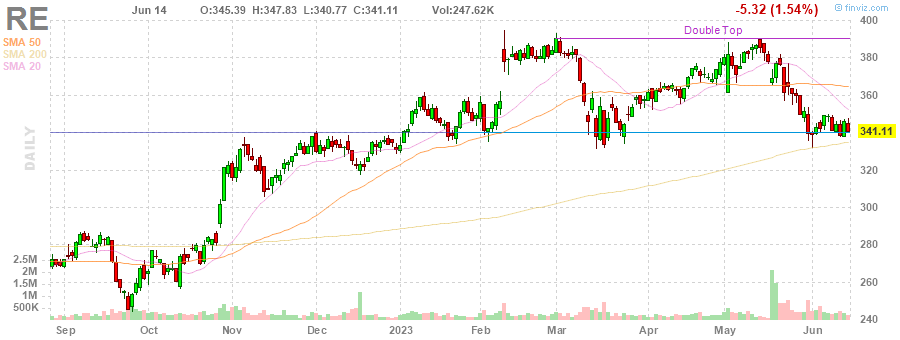 RE Jun 14 O:345.39 H:347.83 L:340.77 C:341.11 Vol:247.62K -5.32 (1.54%) © finviz.com
SMA 50
SMA 200
SMA 20
Double Top
DAILY
400
380
360
341.11
320
300
280
260
240
2.5M
2M
1.5M
1M
500K
Sep Oct Nov Dec 2023 Feb Mar Apr May Jun